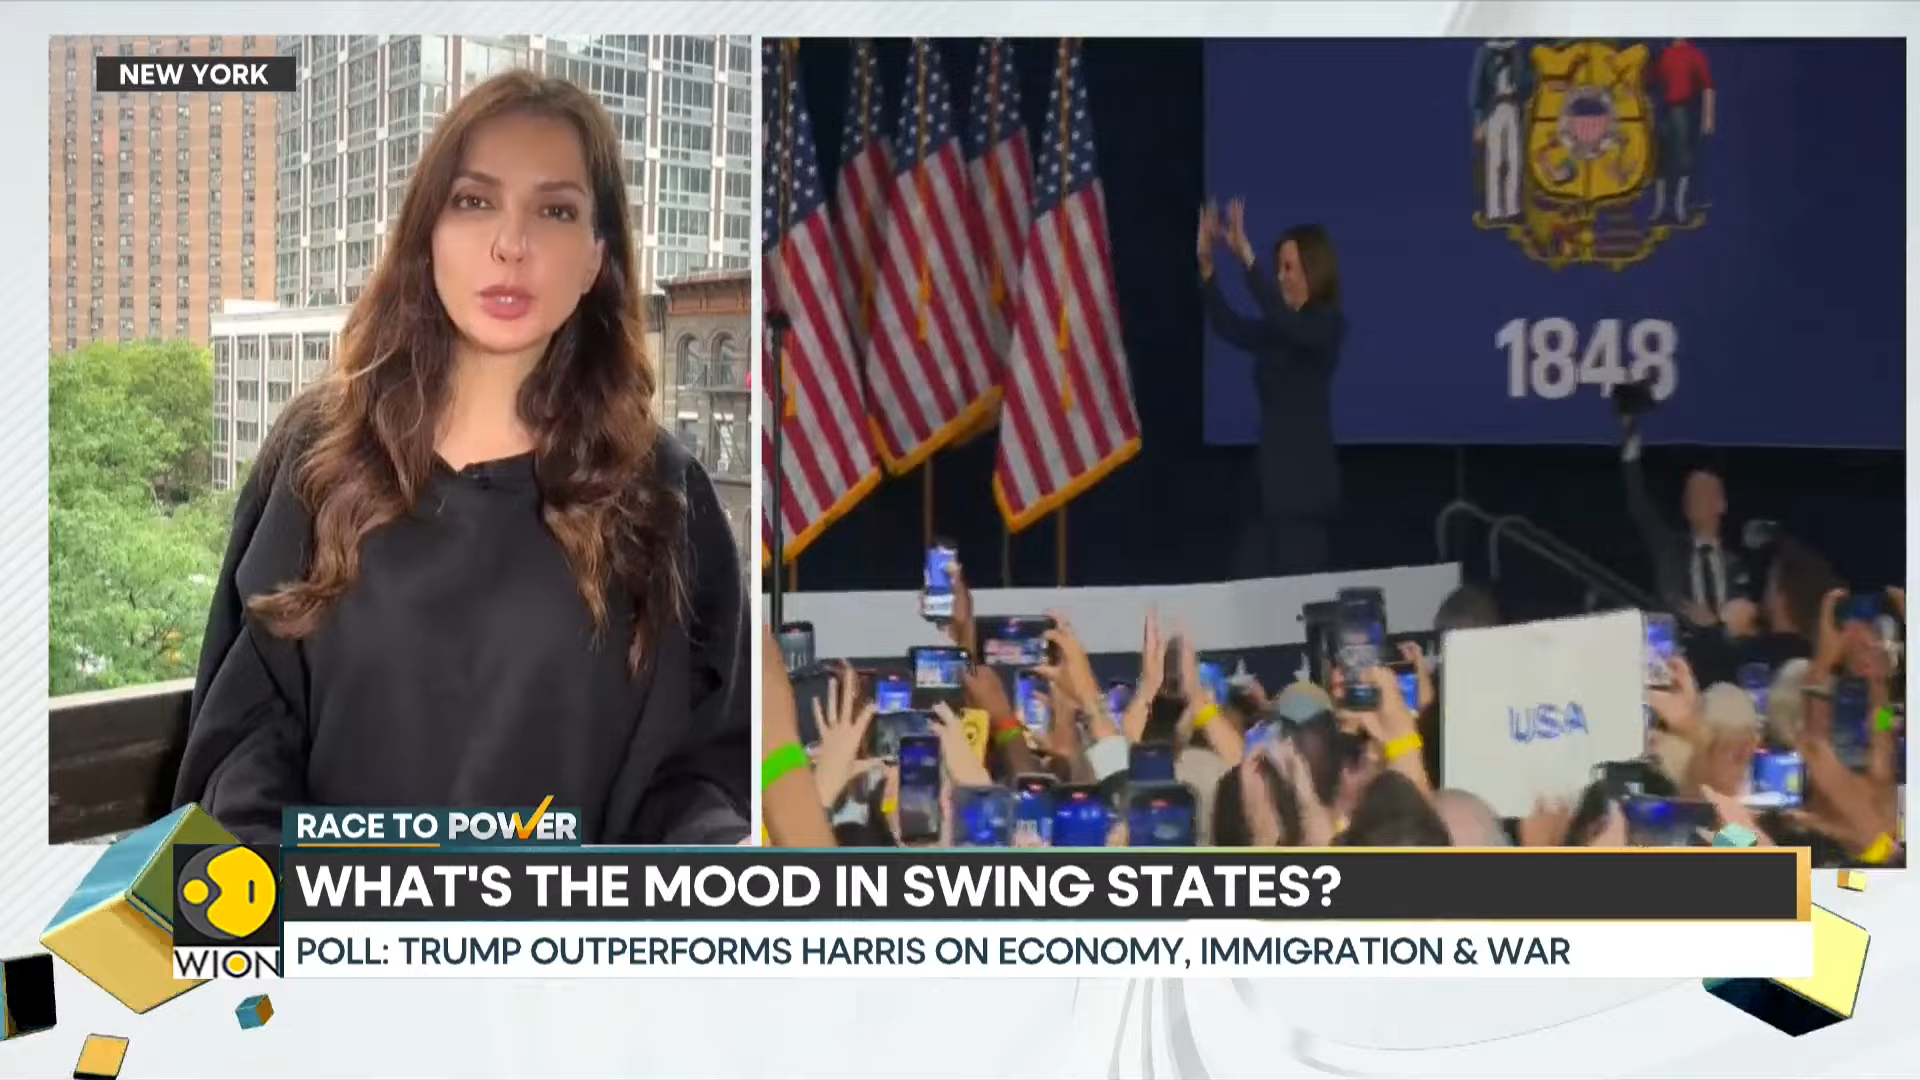 NEW YORK
1848
USA
RACE TO POWER
WHAT'S THE MOOD IN SWING STATES?
POLL: TRUMP OUTPERFORMS HARRIS ON ECONOMY, IMMIGRATION & WAR
WION